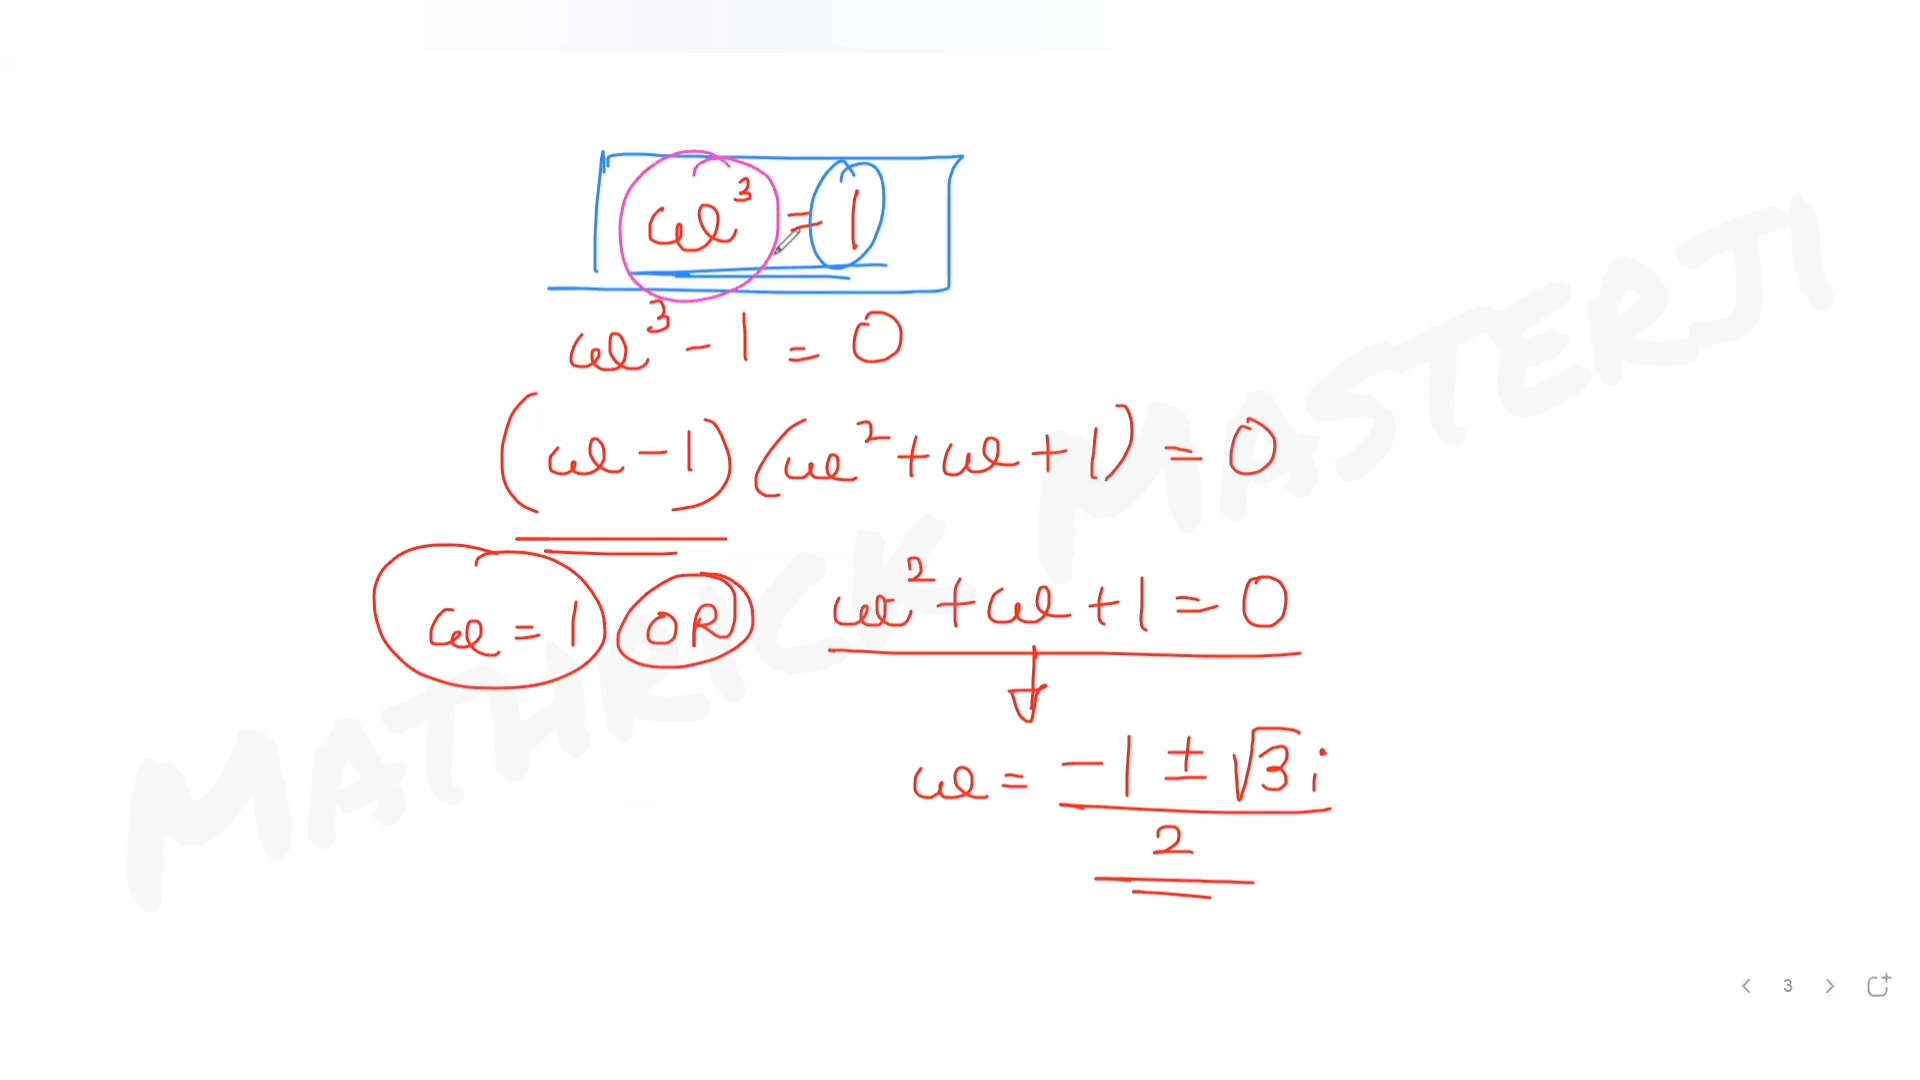 ω³ = 1
ω³ - 1 = 0
(ω - 1) (ω² + ω + 1) = 0
ω = 1 OR ω² + ω + 1 = 0
ω = (-1 ± √3 i) / 2
MATHRICK MASTERJI
3